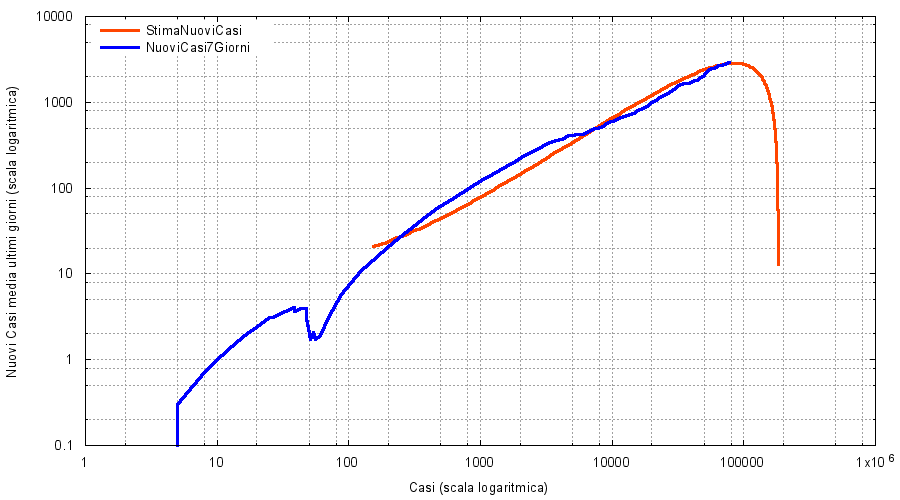 10000
StimaNuoviCasi
NuoviCasi7Giorni
1000
100
10
1
0.1
Nuovi Casi media ultimi giorni (scala logaritmica)
1 10 100 1000 10000 100000 1x10 6
Casi (scala logaritmica)